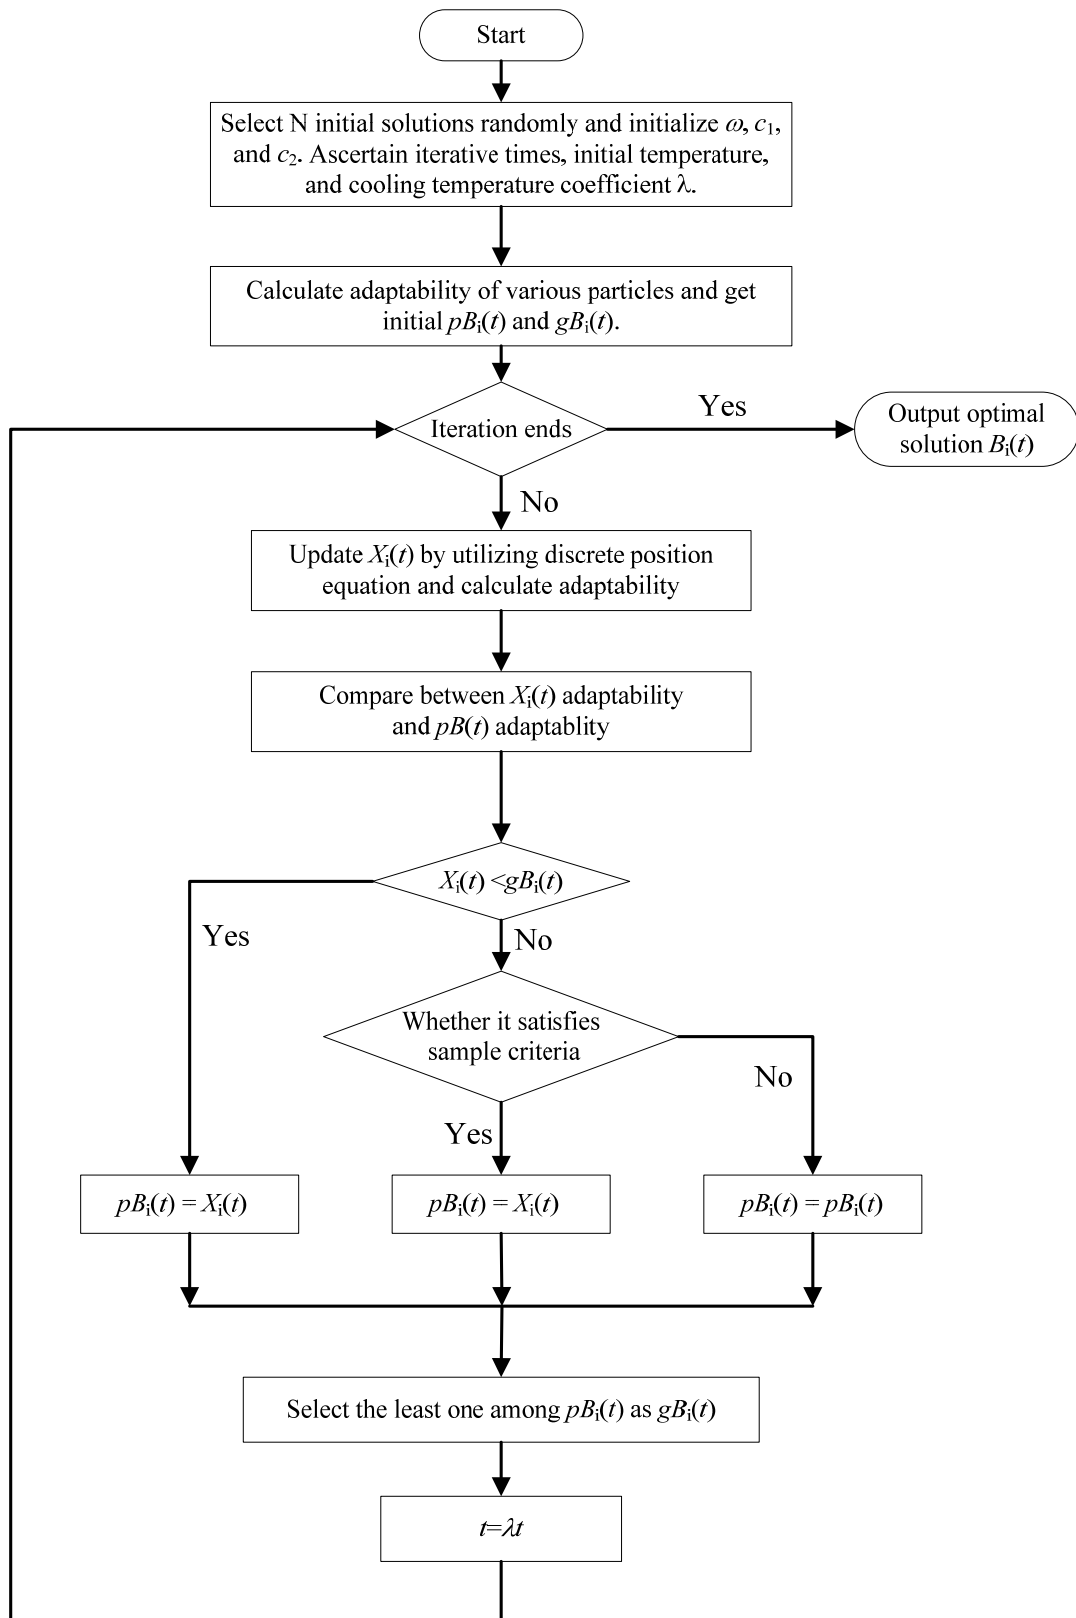 Start
Select N initial solutions randomly and initialize ω, c₁,
and c₂. Ascertain iterative times, initial temperature,
and cooling temperature coefficient λ.
Calculate adaptability of various particles and get
initial pBᵢ(t) and gBᵢ(t).
Iteration ends
Yes
Output optimal
solution Bᵢ(t)
No
Update Xᵢ(t) by utilizing discrete position
equation and calculate adaptability
Compare between Xᵢ(t) adaptability
and pB(t) adaptablity
Xᵢ(t) <gBᵢ(t)
Yes
No
Whether it satisfies
sample criteria
No
Yes
pBᵢ(t) = Xᵢ(t)
pBᵢ(t) = Xᵢ(t)
pBᵢ(t) = pBᵢ(t)
Select the least one among pBᵢ(t) as gBᵢ(t)
t=λt